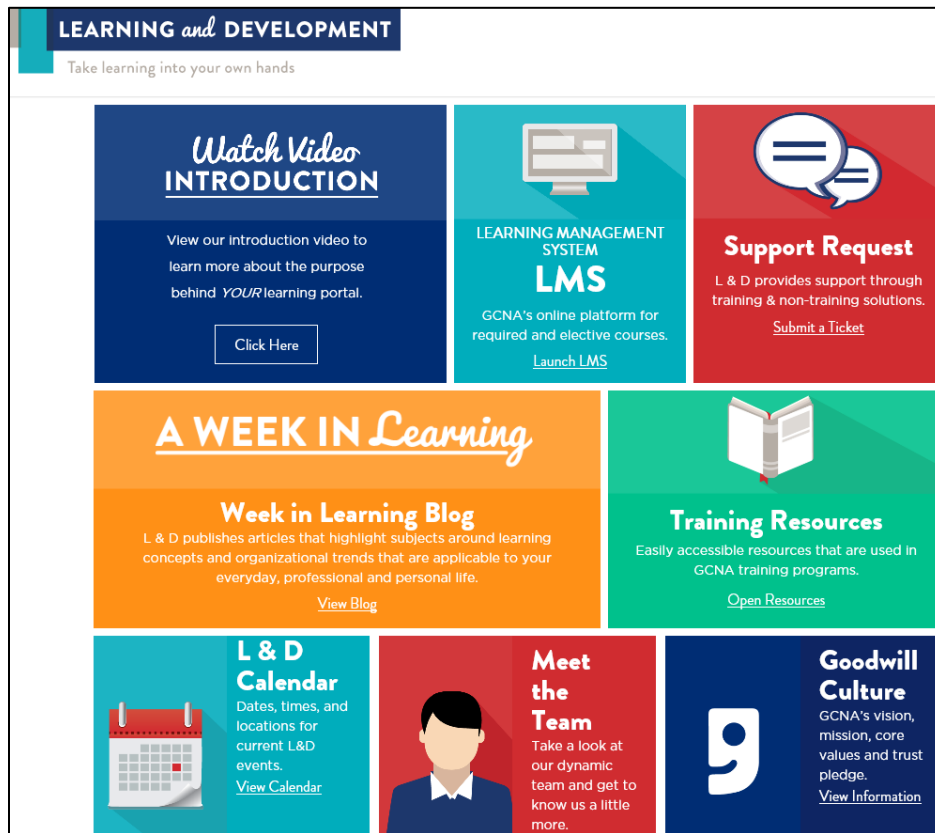 LEARNING and DEVELOPMENT
Take learning into your own hands
Watch Video
INTRODUCTION
View our introduction video to
learn more about the purpose
behind YOUR learning portal.
Click Here
LEARNING MANAGEMENT
SYSTEM
LMS
GCNA's online platform for
required and elective courses.
Launch LMS
Support Request
L & D provides support through
training & non-training solutions.
Submit a Ticket
A WEEK IN Learning
Week in Learning Blog
L & D publishes articles that highlight subjects around learning
concepts and organizational trends that are applicable to your
everyday, professional and personal life.
View Blog
Training Resources
Easily accessible resources that are used in
GCNA training programs.
Open Resources
L & D
Calendar
Dates, times, and
locations for
current L&D
events.
View Calendar
Meet
the
Team
Take a look at
our dynamic
team and get to
know us a little
more.
Goodwill
Culture
GCNA's vision,
mission, core
values and trust
pledge.
View Information